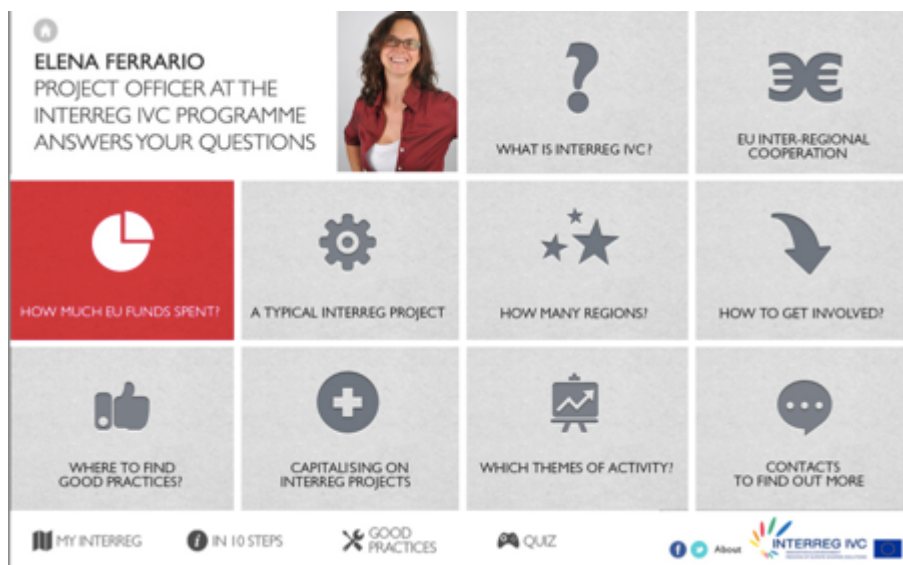 ELENA FERRARIO
PROJECT OFFICER AT THE
INTERREG IVC PROGRAMME
ANSWERS YOUR QUESTIONS
WHAT IS INTERREG IVC?
EU INTER-REGIONAL
COOPERATION
HOW MUCH EU FUNDS SPENT?
A TYPICAL INTERREG PROJECT
HOW MANY REGIONS?
HOW TO GET INVOLVED?
WHERE TO FIND
GOOD PRACTICES?
CAPITALISING ON
INTERREG PROJECTS
WHICH THEMES OF ACTIVITY?
CONTACTS
TO FIND OUT MORE
MY INTERREG
IN 10 STEPS
GOOD
PRACTICES
QUIZ
About
INTERREG IVC